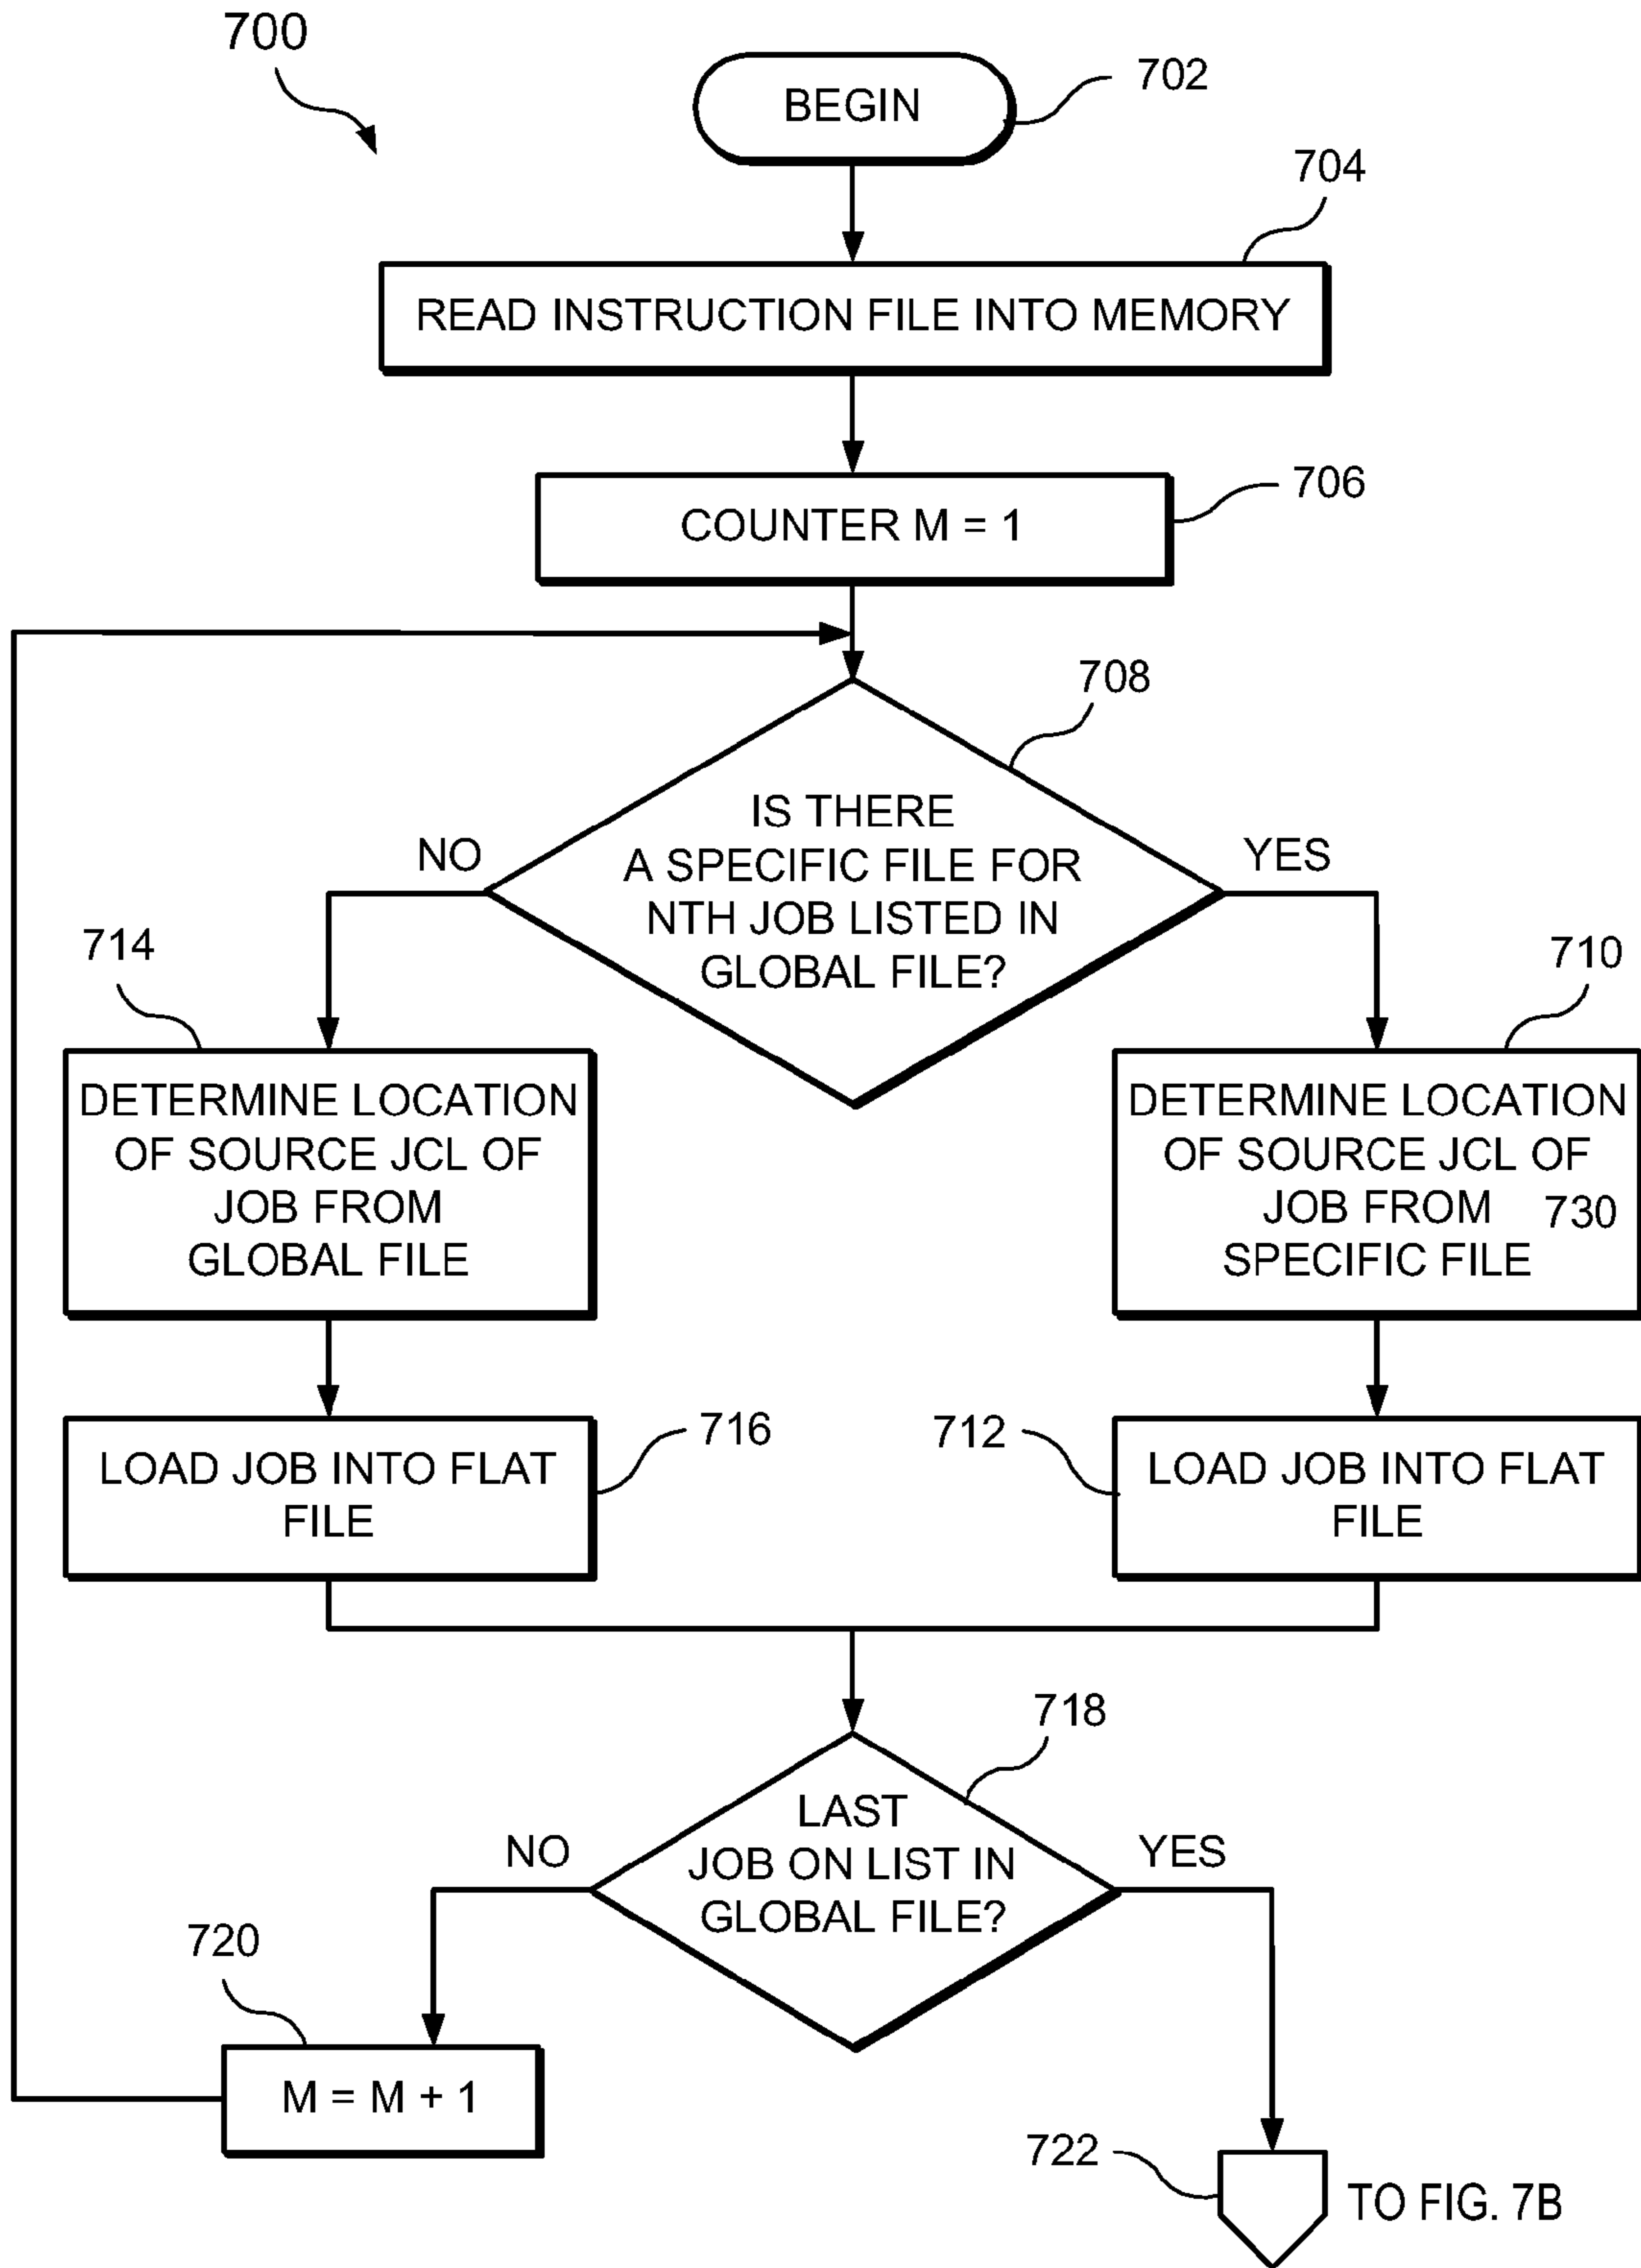 700
BEGIN
702
704
READ INSTRUCTION FILE INTO MEMORY
706
COUNTER M = 1
708
IS THERE
A SPECIFIC FILE FOR
NTH JOB LISTED IN
GLOBAL FILE?
NO
YES
714
710
DETERMINE LOCATION
OF SOURCE JCL OF
JOB FROM
GLOBAL FILE
DETERMINE LOCATION
OF SOURCE JCL OF
JOB FROM 730
SPECIFIC FILE
716
712
LOAD JOB INTO FLAT
FILE
LOAD JOB INTO FLAT
FILE
718
LAST
JOB ON LIST IN
GLOBAL FILE?
NO
YES
720
M = M + 1
722
TO FIG. 7B